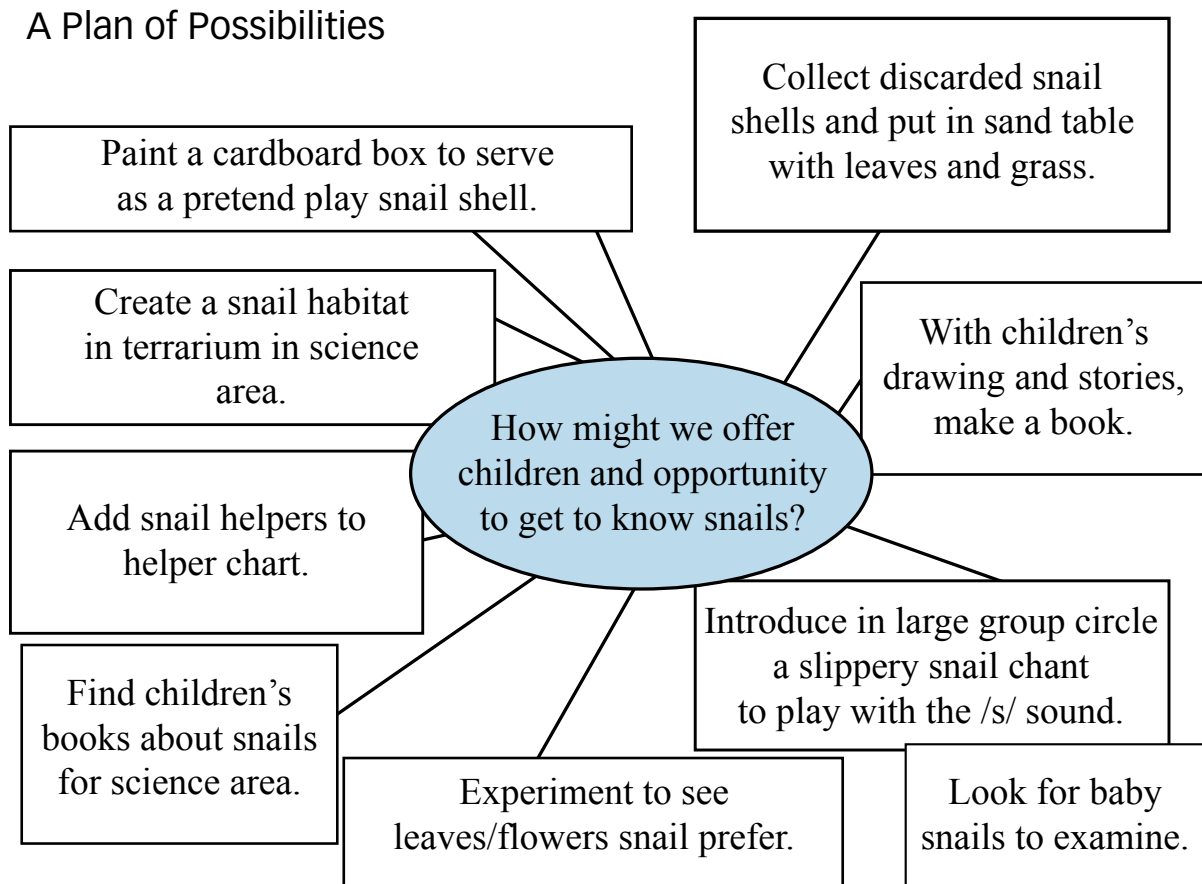 A Plan of Possibilities
Collect discarded snail
shells and put in sand table
with leaves and grass.
Paint a cardboard box to serve
as a pretend play snail shell.
Create a snail habitat
in terrarium in science
area.
With children's
drawing and stories,
make a book.
How might we offer
children and opportunity
to get to know snails?
Add snail helpers to
helper chart.
Introduce in large group circle
a slippery snail chant
to play with the /s/ sound.
Find children's
books about snails
for science area.
Experiment to see
leaves/flowers snail prefer.
Look for baby
snails to examine.